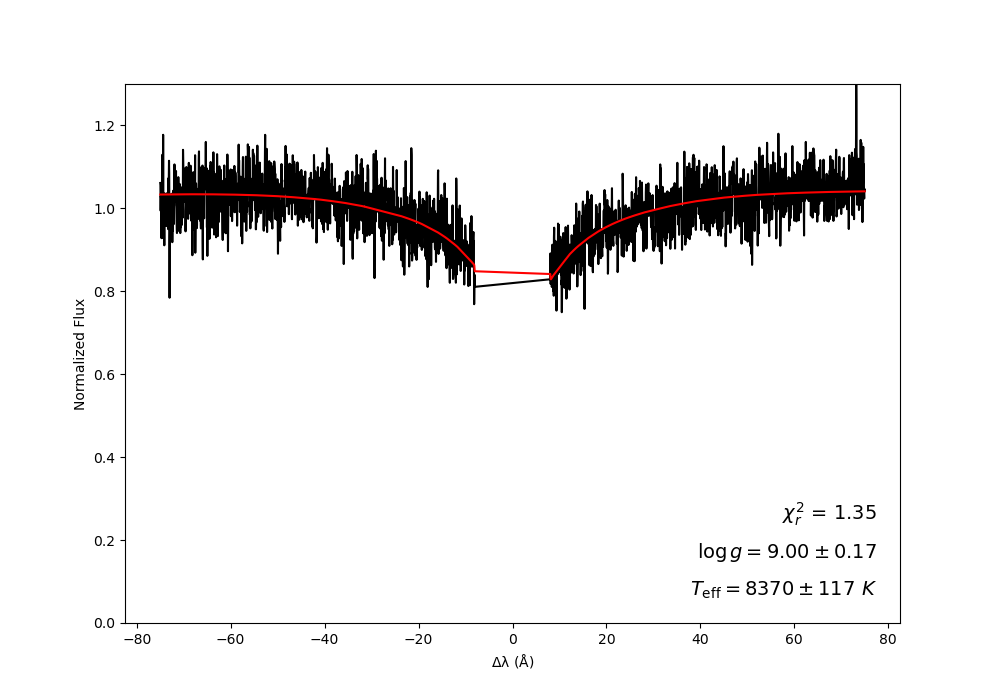 1.2
1.0
0.8
0.6
0.4
0.2
0.0
Normalized Flux
χ²ᵣ = 1.35
log g = 9.00 ± 0.17
T_eff = 8370 ± 117 K
−80 −60 −40 −20 0 20 40 60 80
Δλ (Å)